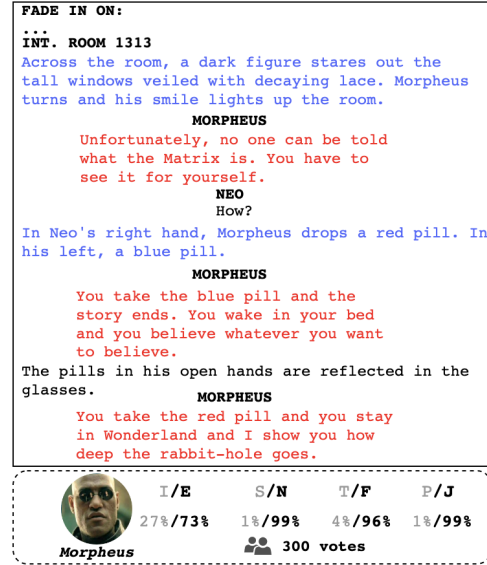 FADE IN ON:
...
INT. ROOM 1313
Across the room, a dark figure stares out the
tall windows veiled with decaying lace. Morpheus
turns and his smile lights up the room.
MORPHEUS
Unfortunately, no one can be told
what the Matrix is. You have to
see it for yourself.
NEO
How?
In Neo's right hand, Morpheus drops a red pill. In
his left, a blue pill.
MORPHEUS
You take the blue pill and the
story ends. You wake in your bed
and you believe whatever you want
to believe.
The pills in his open hands are reflected in the
glasses.
MORPHEUS
You take the red pill and you stay
in Wonderland and I show you how
deep the rabbit-hole goes.
I/E S/N T/F P/J
27%/73% 1%/99% 4%/96% 1%/99%
Morpheus
300 votes